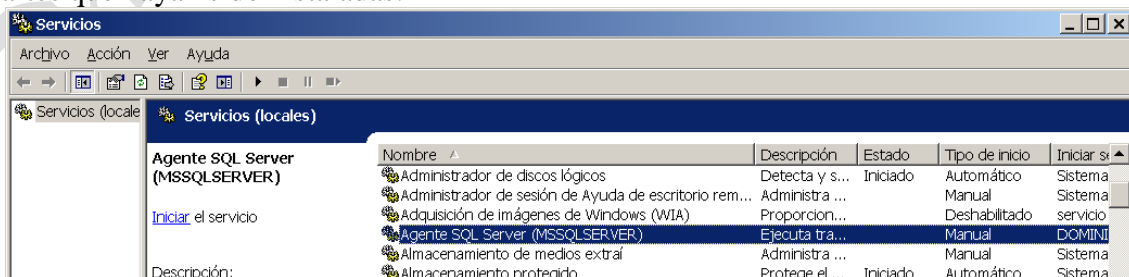 Servicios
Archivo Acción Ver Ayuda
Servicios (locale
Servicios (locales)
Agente SQL Server
(MSSQLSERVER)
Iniciar el servicio
Descripción:
Nombre Descripción Estado Tipo de inicio Iniciar se
Administrador de discos lógicos Detecta y s... Iniciado Automático Sistema
Administrador de sesión de Ayuda de escritorio rem... Administra ... Manual Sistema
Adquisición de imágenes de Windows (WIA) Proporcion... Deshabilitado servicio
Agente SQL Server (MSSQLSERVER) Ejecuta tra... Manual DOMINI
Almacenamiento de medios extraí Administra ... Manual Sistema
Almacenamiento protegido Protege el ... Iniciado Automático Sistema